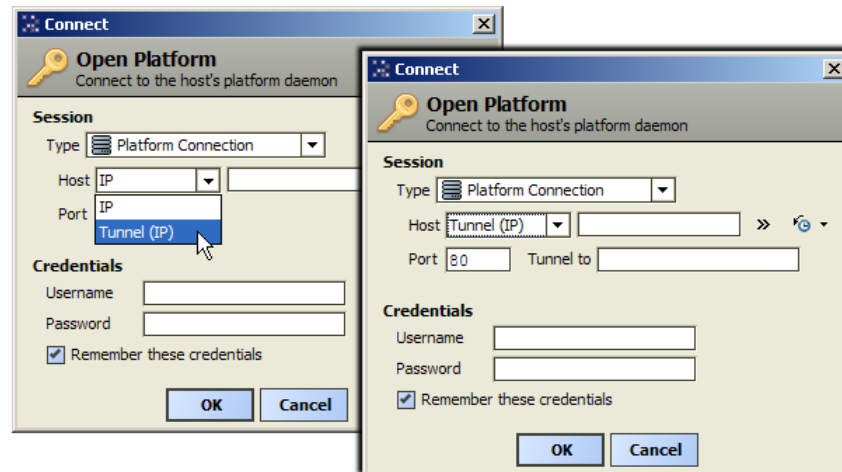 Connect
Open Platform
Connect to the host's platform daemon
Session
Type Platform Connection
Host IP
IP
Port
Tunnel (IP)
Credentials
Username
Password
Remember these credentials
OK Cancel
Connect
Open Platform
Connect to the host's platform daemon
Session
Type Platform Connection
Host Tunnel (IP)
Port 80 Tunnel to
Credentials
Username
Password
Remember these credentials
OK Cancel